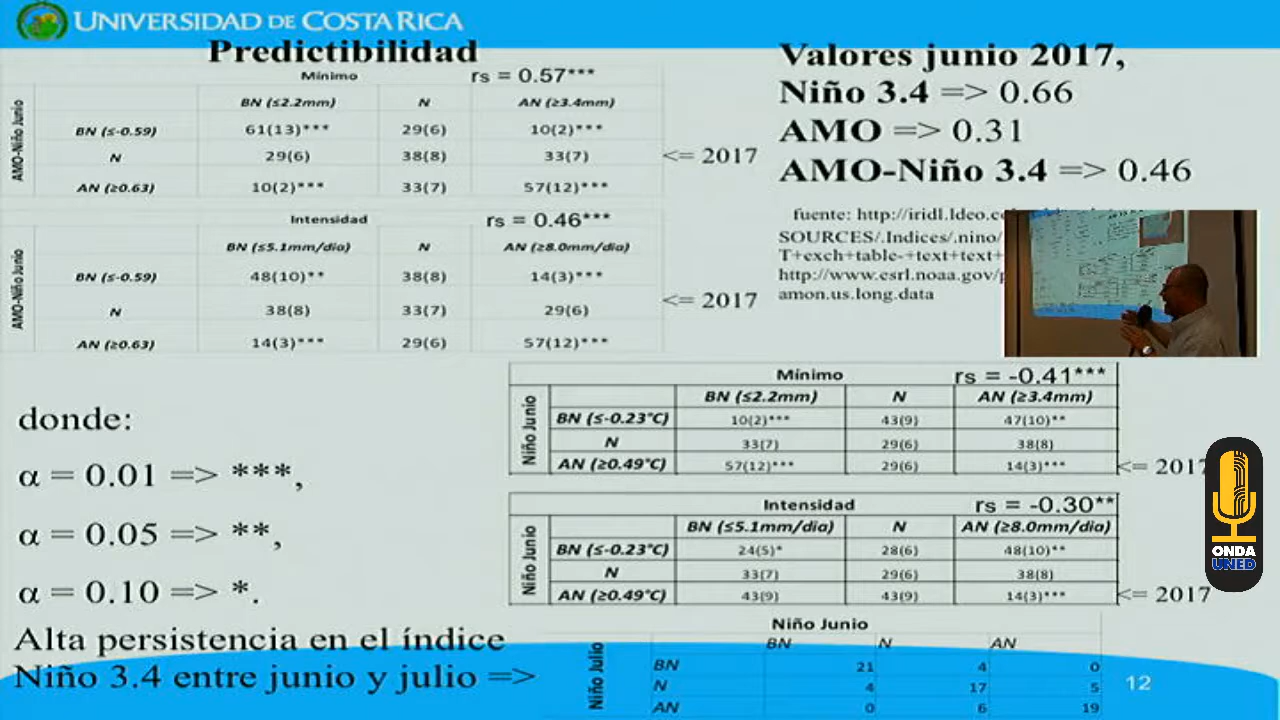 UNIVERSIDAD DE COSTA RICA
Predictibilidad
Mínimo rs = 0.57***
BN (≤2.2mm) N AN (≥3.4mm)
AMO-Niño Junio
BN (≤-0.59) 61(13)*** 29(6) 10(2)***
N 29(6) 38(8) 33(7) <= 2017
AN (≥0.63) 10(2)*** 33(7) 57(12)***
Intensidad rs = 0.46***
BN (≤5.1mm/dia) N AN (≥8.0mm/dia)
AMO-Niño Junio
BN (≤-0.59) 48(10)** 38(8) 14(3)***
N 38(8) 33(7) 29(6) <= 2017
AN (≥0.63) 14(3)*** 29(6) 57(12)***
Valores junio 2017,
Niño 3.4 => 0.66
AMO => 0.31
AMO-Niño 3.4 => 0.46
fuente: http://iridl.ldeo.c
SOURCES/.Indices/.nino/
T+exch+table-+text+text+
http://www.esrl.noaa.gov/p
amon.us.long.data
donde:
α = 0.01 => ***,
α = 0.05 => **,
α = 0.10 => *.
Alta persistencia en el índice
Niño 3.4 entre junio y julio =>
Mínimo rs = -0.41***
BN (≤2.2mm) N AN (≥3.4mm)
Niño Junio
BN (≤-0.23°C) 10(2)*** 43(9) 47(10)**
N 33(7) 29(6) 38(8)
AN (≥0.49°C) 57(12)*** 29(6) 14(3)*** <= 2017
Intensidad rs = -0.30**
BN (≤5.1mm/dia) N AN (≥8.0mm/dia)
Niño Junio
BN (≤-0.23°C) 24(5)* 28(6) 48(10)**
N 33(7) 29(6) 38(8)
AN (≥0.49°C) 43(9) 43(9) 14(3)*** <= 2017
Niño Junio
BN N AN
Niño Julio
BN 21 4 0
N 4 17 5
AN 0 6 19
12
ONDA
UNED